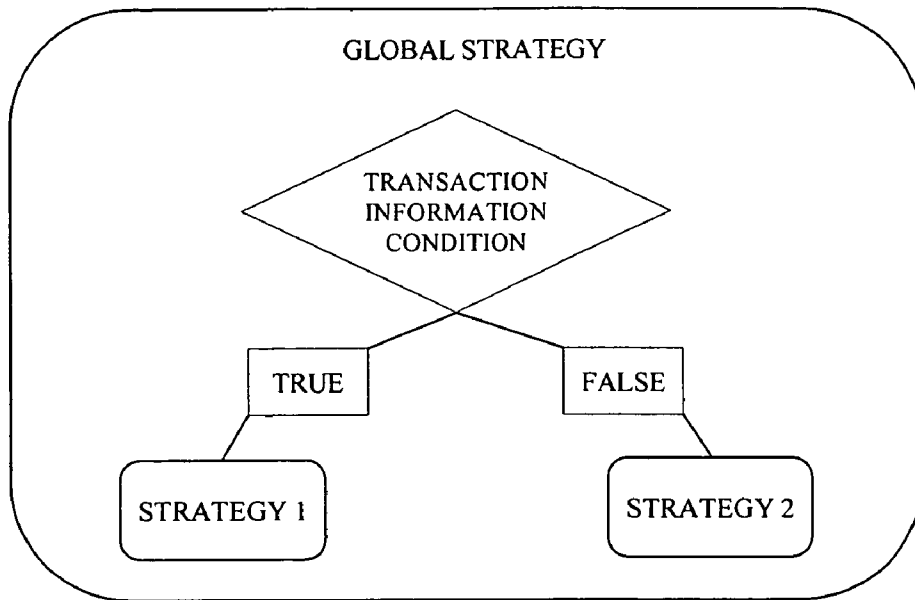 GLOBAL STRATEGY
TRANSACTION
INFORMATION
CONDITION
TRUE
FALSE
STRATEGY 1
STRATEGY 2